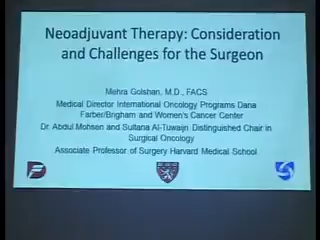 Neoadjuvant Therapy: Consideration
and Challenges for the Surgeon
Mehra Golshan, M.D., FACS
Medical Director International Oncology Programs Dana
Farber/Brigham and Women's Cancer Center
Dr. Abdul Mohsen and Sultana Al-Tuwaijri Distinguished Chair in
Surgical Oncology
Associate Professor of Surgery Harvard Medical School